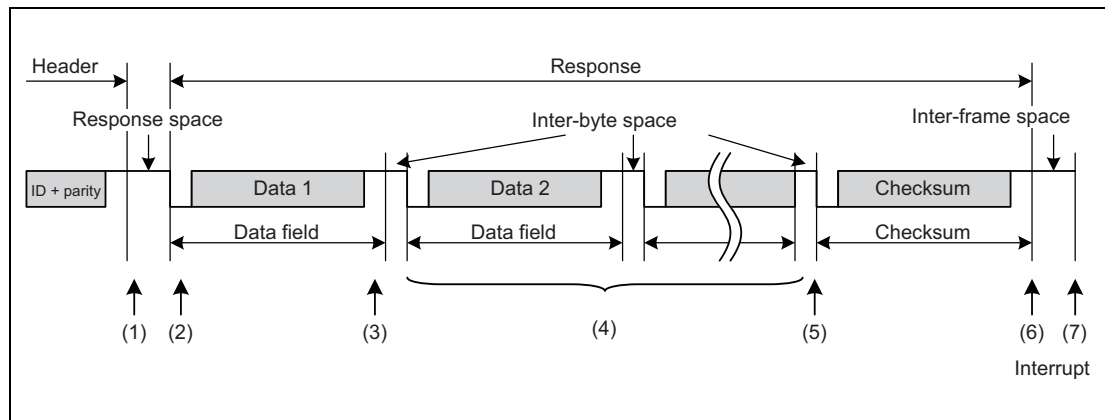 Header
Response
Response space
Inter-byte space
Inter-frame space
ID + parity
Data 1
Data 2
Checksum
Data field
Data field
Checksum
(1)
(2)
(3)
(4)
(5)
(6)
(7)
Interrupt